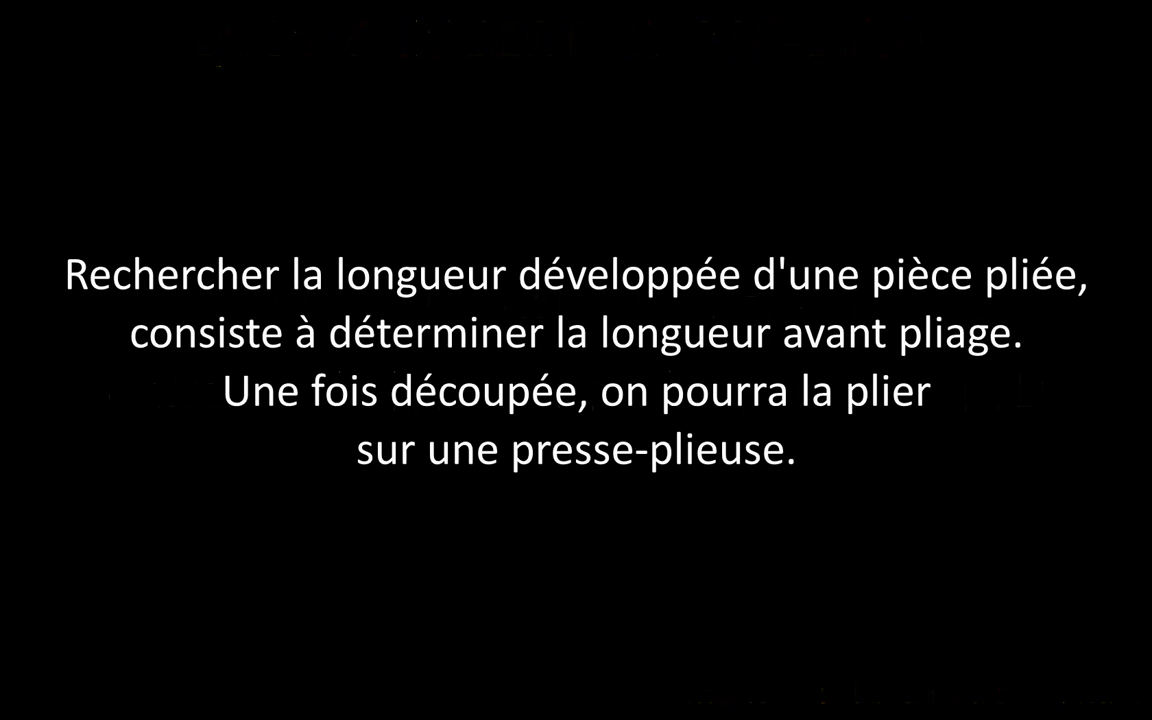 Rechercher la longueur développée d'une pièce pliée,
consiste à déterminer la longueur avant pliage.
Une fois découpée, on pourra la plier
sur une presse-plieuse.